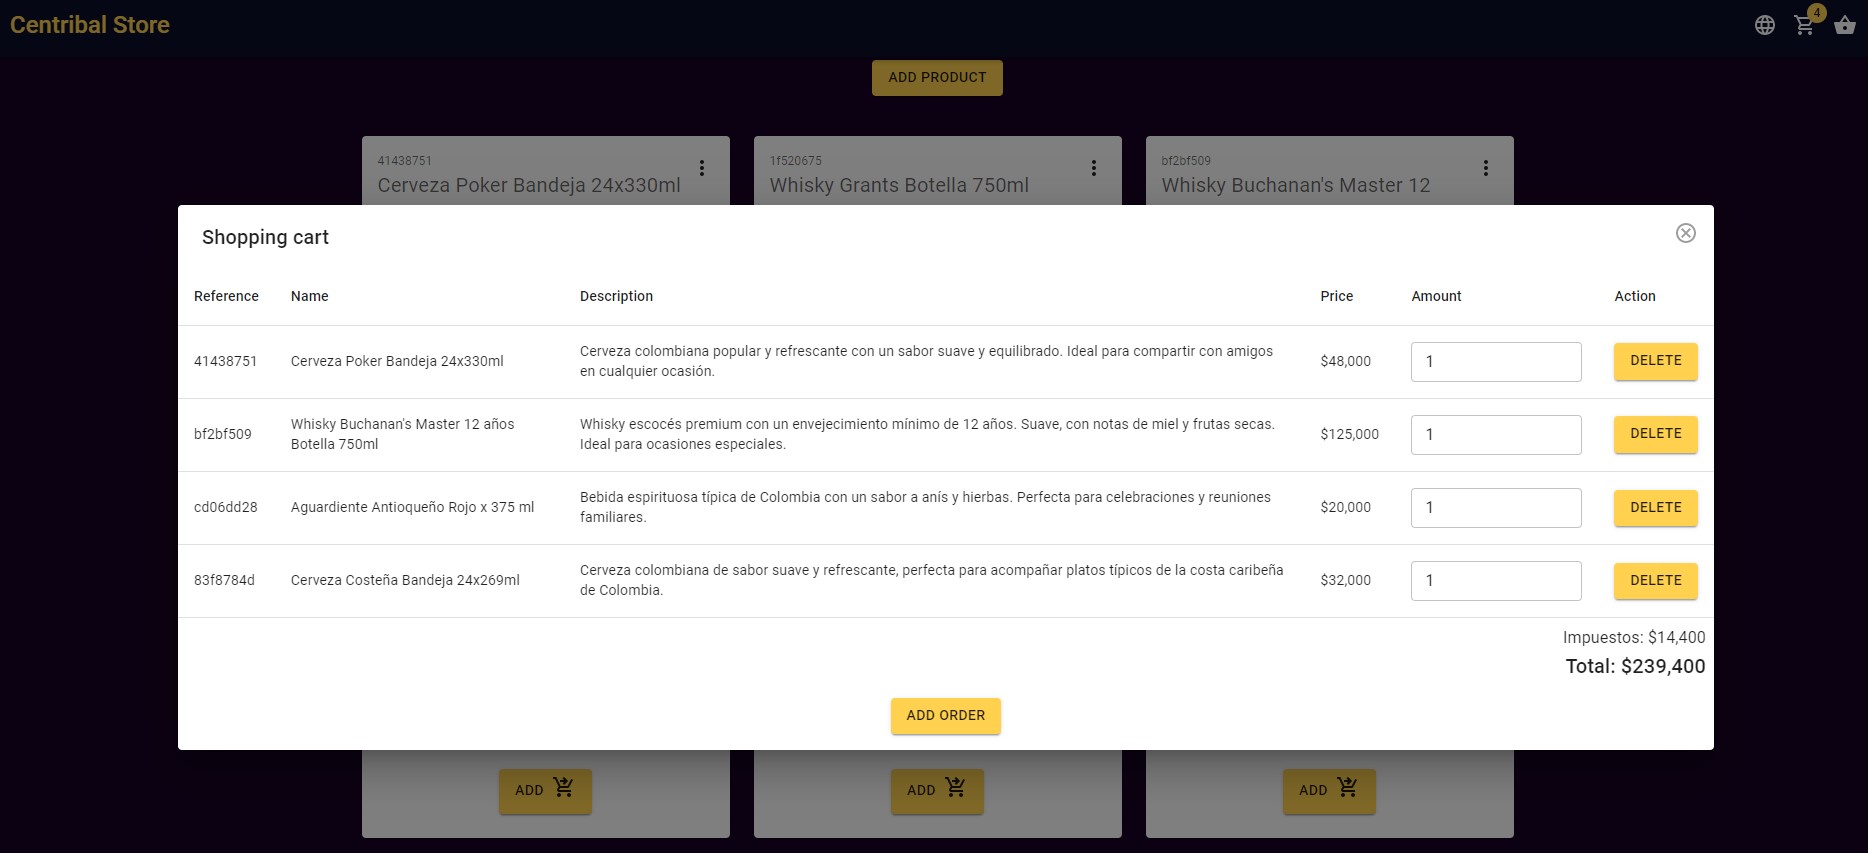 Centribal Store
4
ADD PRODUCT
41438751
Cerveza Poker Bandeja 24x330ml
1f520675
Whisky Grants Botella 750ml
bf2bf509
Whisky Buchanan's Master 12
Shopping cart
Reference Name Description Price Amount Action
41438751 Cerveza Poker Bandeja 24x330ml Cerveza colombiana popular y refrescante con un sabor suave y equilibrado. Ideal para compartir con amigos
en cualquier ocasión. $48,000 1 DELETE
bf2bf509 Whisky Buchanan's Master 12 años
Botella 750ml Whisky escocés premium con un envejecimiento mínimo de 12 años. Suave, con notas de miel y frutas secas.
Ideal para ocasiones especiales. $125,000 1 DELETE
cd06dd28 Aguardiente Antioqueño Rojo x 375 ml Bebida espirituosa típica de Colombia con un sabor a anís y hierbas. Perfecta para celebraciones y reuniones
familiares. $20,000 1 DELETE
83f8784d Cerveza Costeña Bandeja 24x269ml Cerveza colombiana de sabor suave y refrescante, perfecta para acompañar platos típicos de la costa caribeña
de Colombia. $32,000 1 DELETE
Impuestos: $14,400
Total: $239,400
ADD ORDER
ADD
ADD
ADD